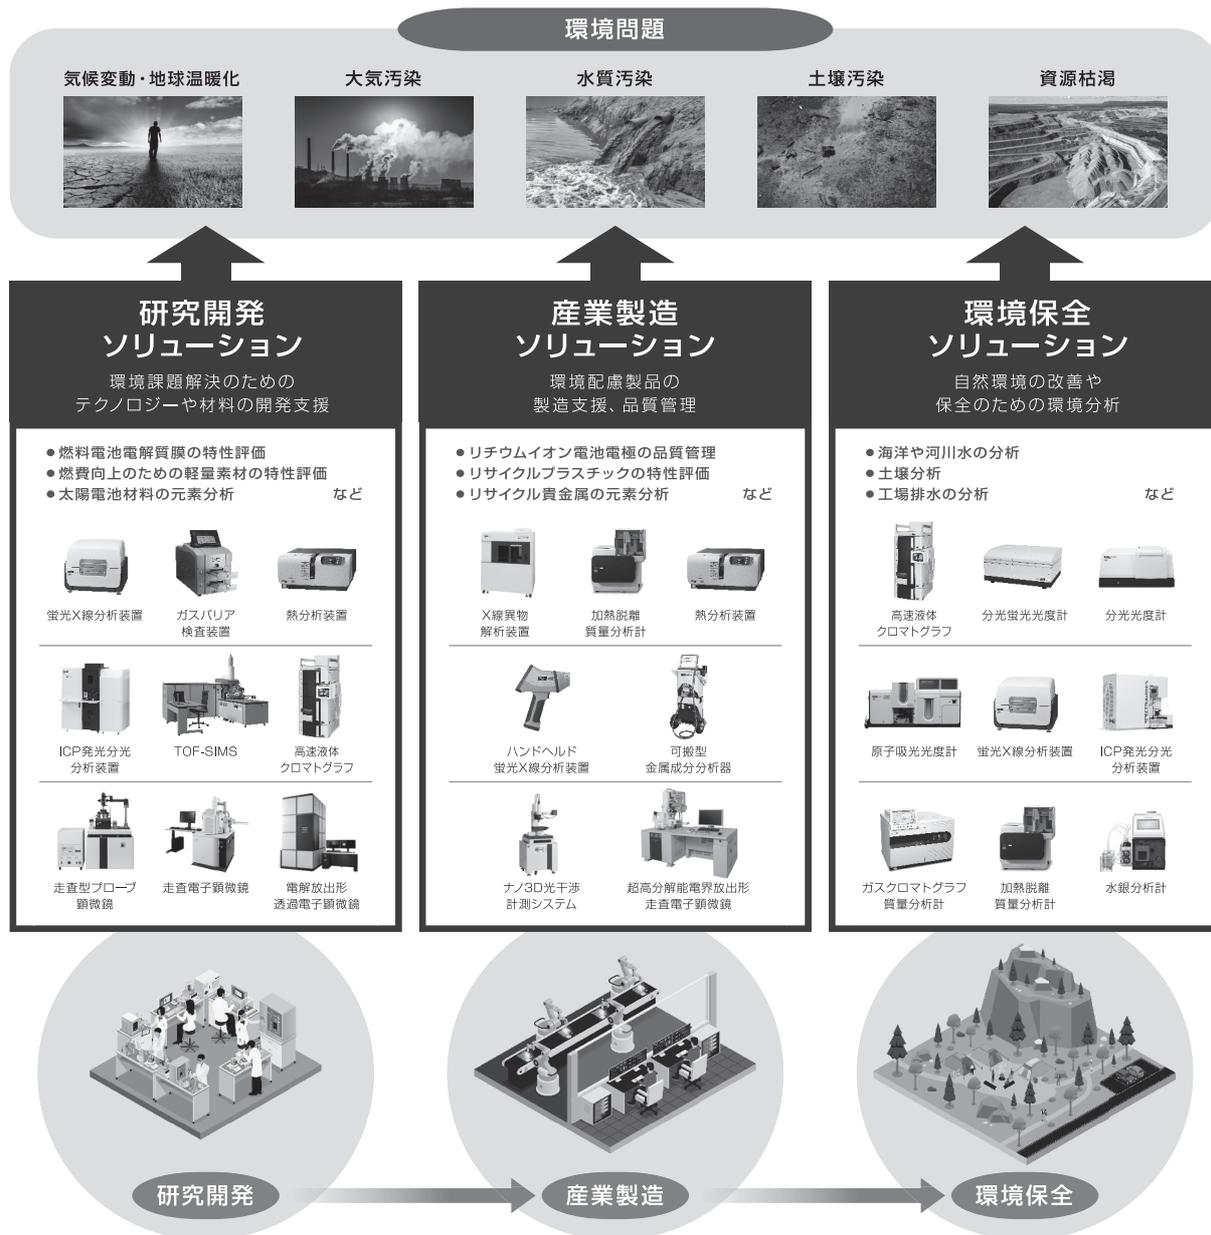 環境問題
気候変動・地球温暖化
大気汚染
水質汚染
土壌汚染
資源枯渇
研究開発
ソリューション
環境課題解決のための
テクノロジーや材料の開発支援
●燃料電池電解質膜の特性評価
●燃費向上のための軽量素材の特性評価
●太陽電池材料の元素分析 など
蛍光X線分析装置
ガスバリア
検査装置
熱分析装置
ICP発光分光
分析装置
TOF-SIMS
高速液体
クロマトグラフ
走査型プローブ
顕微鏡
走査電子顕微鏡
電解放出形
透過電子顕微鏡
産業製造
ソリューション
環境配慮製品の
製造支援、品質管理
●リチウムイオン電池電極の品質管理
●リサイクルプラスチックの特性評価
●リサイクル貴金属の元素分析 など
X線異物
解析装置
加熱脱離
質量分析計
熱分析装置
ハンドヘルド
蛍光X線分析装置
可搬型
金属成分分析器
ナノ3D光干渉
計測システム
超高分解能電界放出形
走査電子顕微鏡
環境保全
ソリューション
自然環境の改善や
保全のための環境分析
●海洋や河川水の分析
●土壌分析
●工場排水の分析 など
高速液体
クロマトグラフ
分光蛍光光度計
分光光度計
原子吸光光度計
蛍光X線分析装置
ICP発光分光
分析装置
ガスクロマトグラフ
質量分析計
加熱脱離
質量分析計
水銀分析計
研究開発
産業製造
環境保全